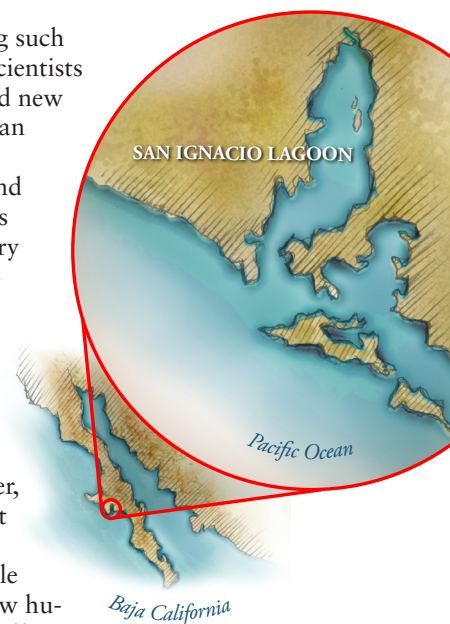 g such
cientists
d new
an
nd
s
ry
er,
t
le
w hu-
SAN IGNACIO LAGOON
Pacific Ocean
Baja California